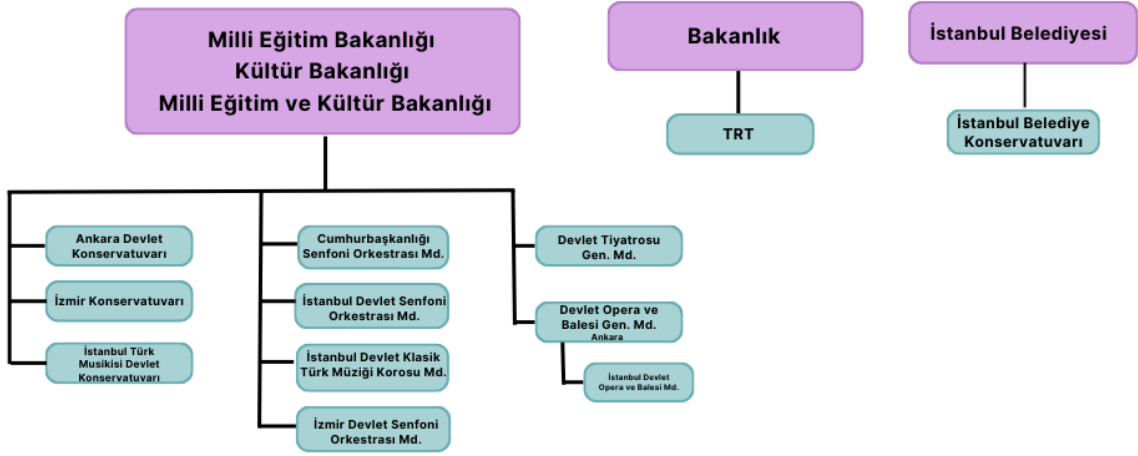 Milli Eğitim Bakanlığı
Kültür Bakanlığı
Milli Eğitim ve Kültür Bakanlığı
Bakanlık
İstanbul Belediyesi
TRT
İstanbul Belediye
Konservatuvarı
Ankara Devlet
Konservatuvarı
İzmir Konservatuvarı
İstanbul Türk
Musikisi Devlet
Konservatuvarı
Cumhurbaşkanlığı
Senfoni Orkestrası Md.
İstanbul Devlet Senfoni
Orkestrası Md.
İstanbul Devlet Klasik
Türk Müziği Korosu Md.
İzmir Devlet Senfoni
Orkestrası Md.
Devlet Tiyatrosu
Gen. Md.
Devlet Opera ve
Balesi Gen. Md.
Ankara
İstanbul Devlet
Opera ve Balesi Md.